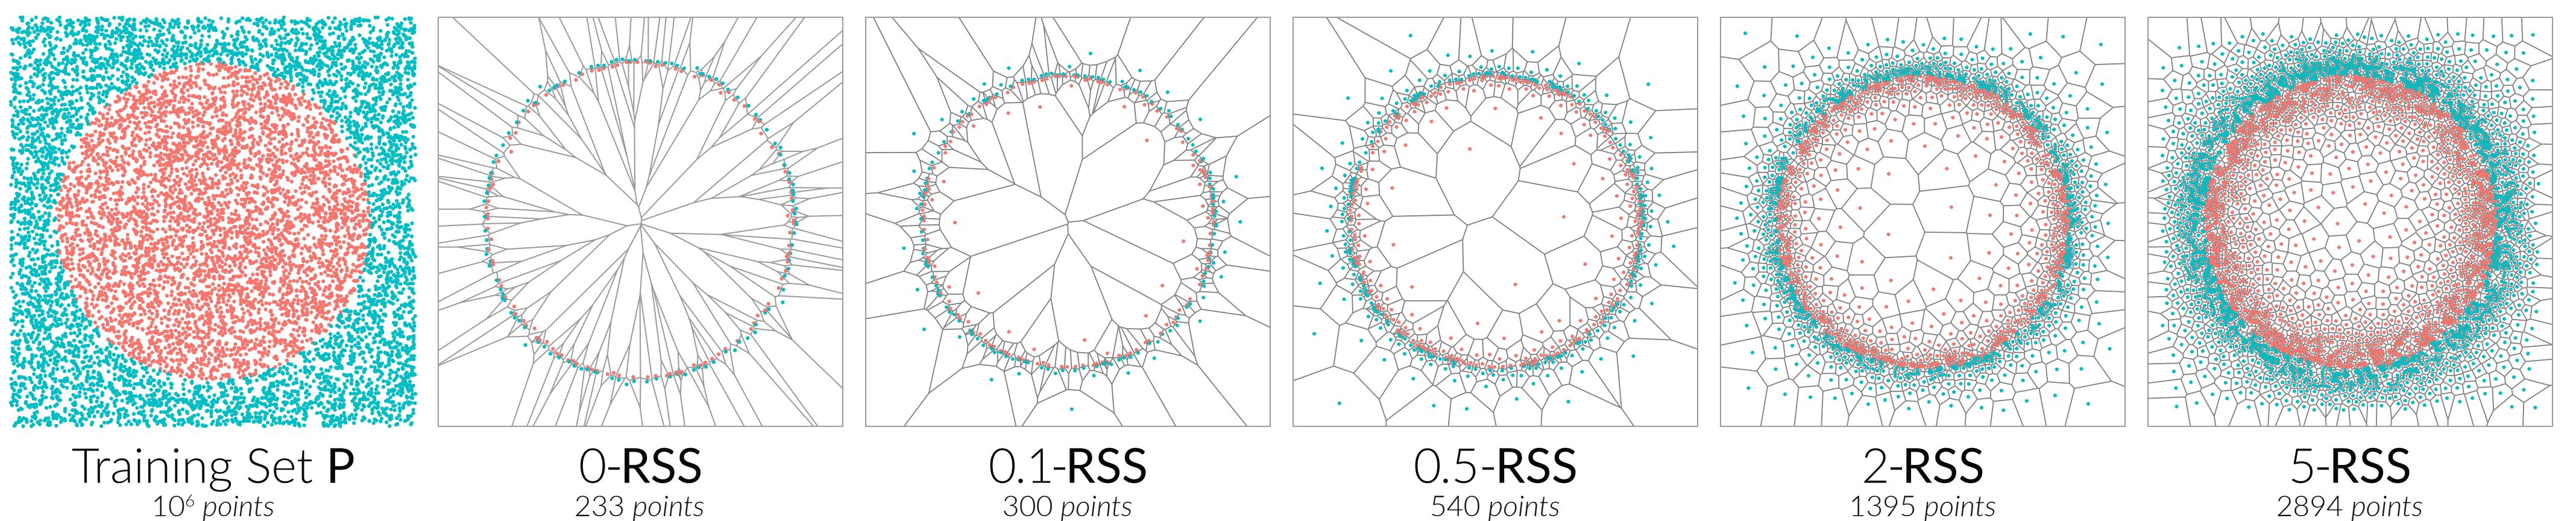 Training Set P
10⁶ points
0-RSS
233 points
0.1-RSS
300 points
0.5-RSS
540 points
2-RSS
1395 points
5-RSS
2894 points